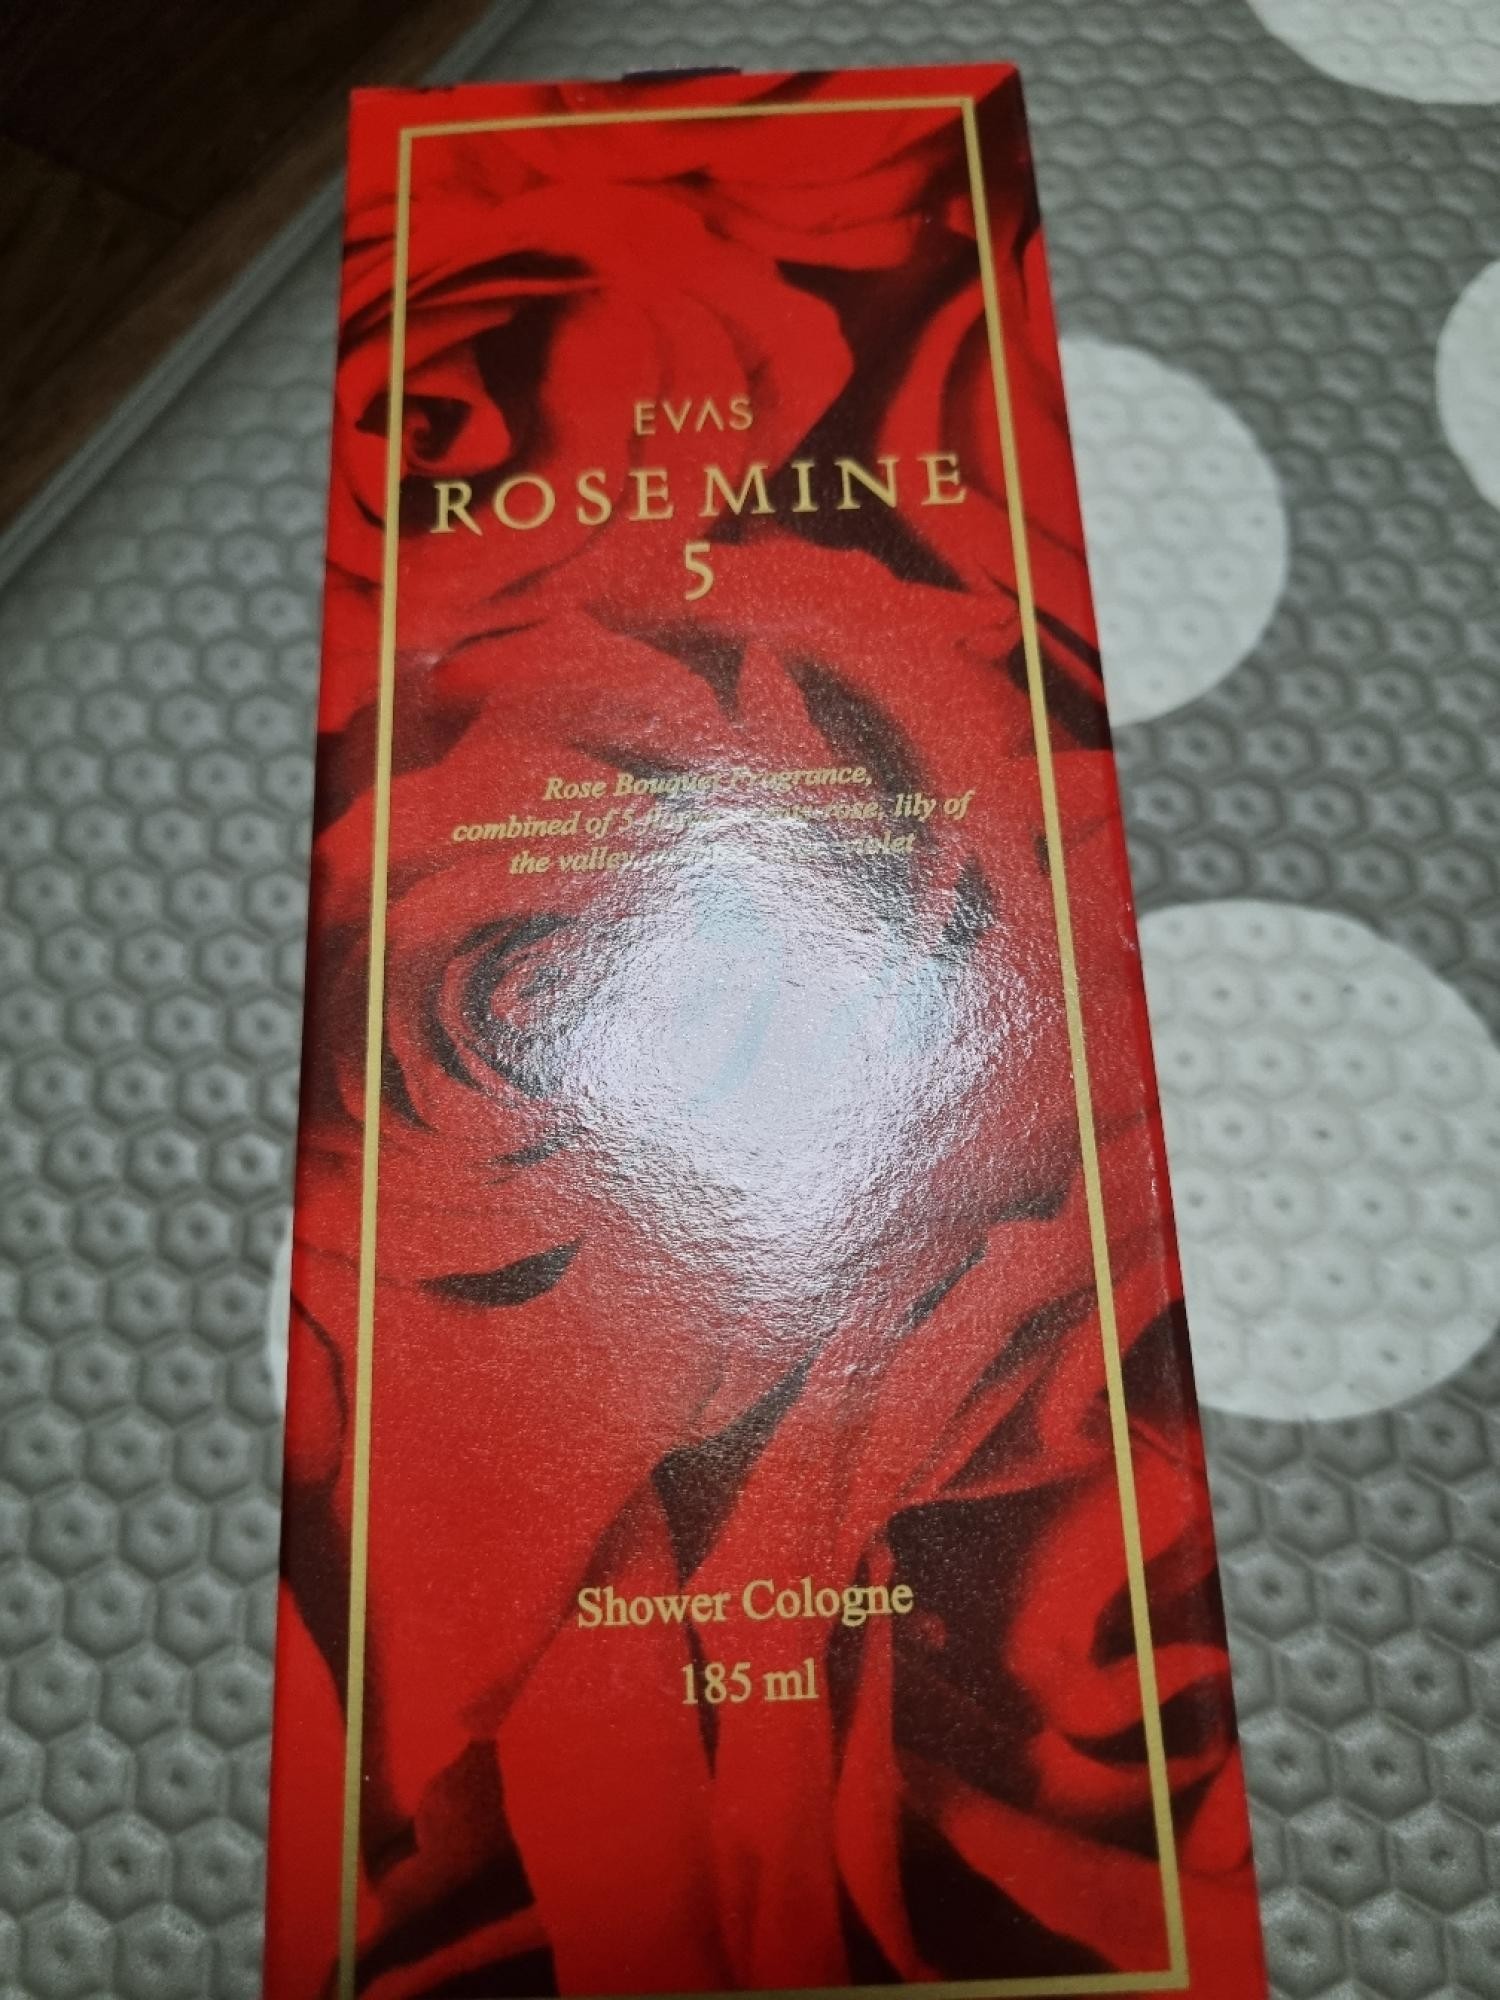 EVAS
ROSEMINE
5
Rose Bouquet Fragrance,
combined of 5 rose, lily of
the valley,
Shower Cologne
185 ml